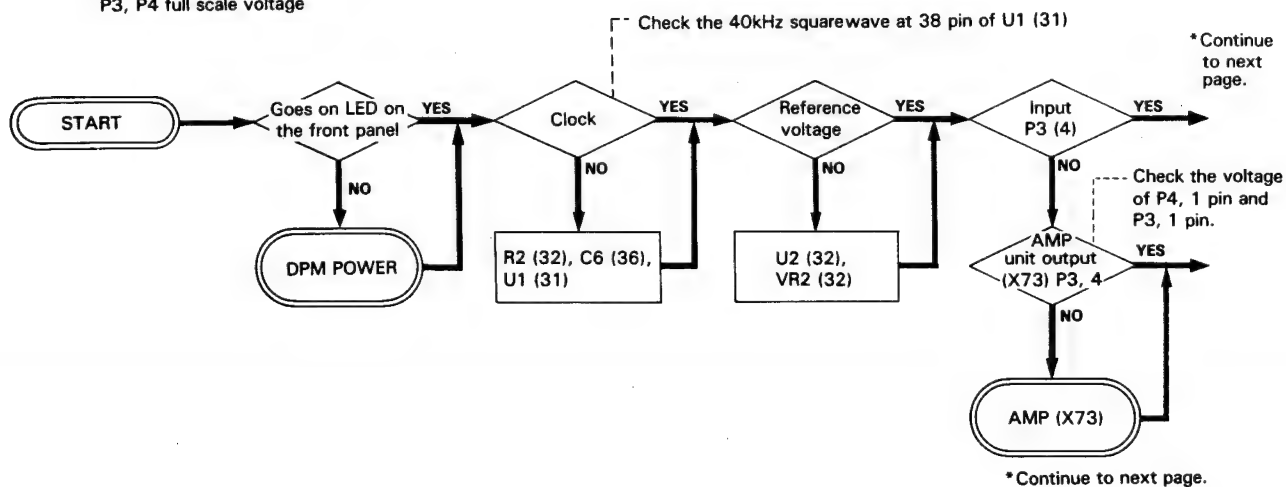 P3, P4 full scale voltage
Check the 40kHz squarewave at 38 pin of U1 (31)
*Continue
to next
page.
START
Goes on LED on
the front panel
YES
NO
DPM POWER
Clock
YES
NO
R2 (32), C6 (36),
U1 (31)
Reference
voltage
YES
NO
U2 (32),
VR2 (32)
Input
P3 (4)
YES
NO
Check the voltage
of P4, 1 pin and
P3, 1 pin.
AMP
unit output
(X73) P3, 4
YES
NO
AMP (X73)
*Continue to next page.